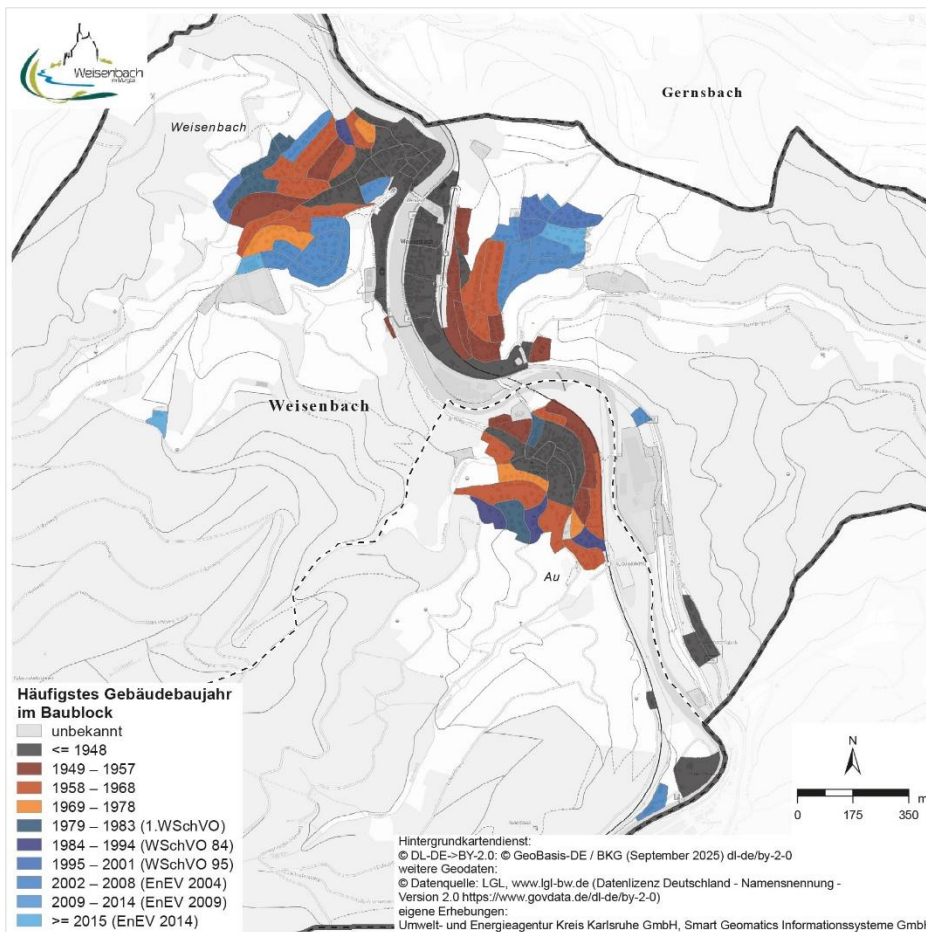 Weisenbach
Gernsbach
Weisenbach
Weisenbach
Au
Häufigstes Gebäudebaujahr
im Baublock
unbekannt
<= 1948
1949 – 1957
1958 – 1968
1969 – 1978
1979 – 1983 (1.WSchVO)
1984 – 1994 (WSchVO 84)
1995 – 2001 (WSchVO 95)
2002 – 2008 (EnEV 2004)
2009 – 2014 (EnEV 2009)
>= 2015 (EnEV 2014)
N
m
0 175 350
Hintergrundkartendienst:
© DL-DE->BY-2.0: © GeoBasis-DE / BKG (September 2025) dl-de/by-2-0
weitere Geodaten:
© Datenquelle: LGL, www.lgl-bw.de (Datenlizenz Deutschland - Namensnennung -
Version 2.0 https://www.govdata.de/dl-de/by-2-0)
eigene Erhebungen:
Umwelt- und Energieagentur Kreis Karlsruhe GmbH, Smart Geomatics Informationssysteme GmbH